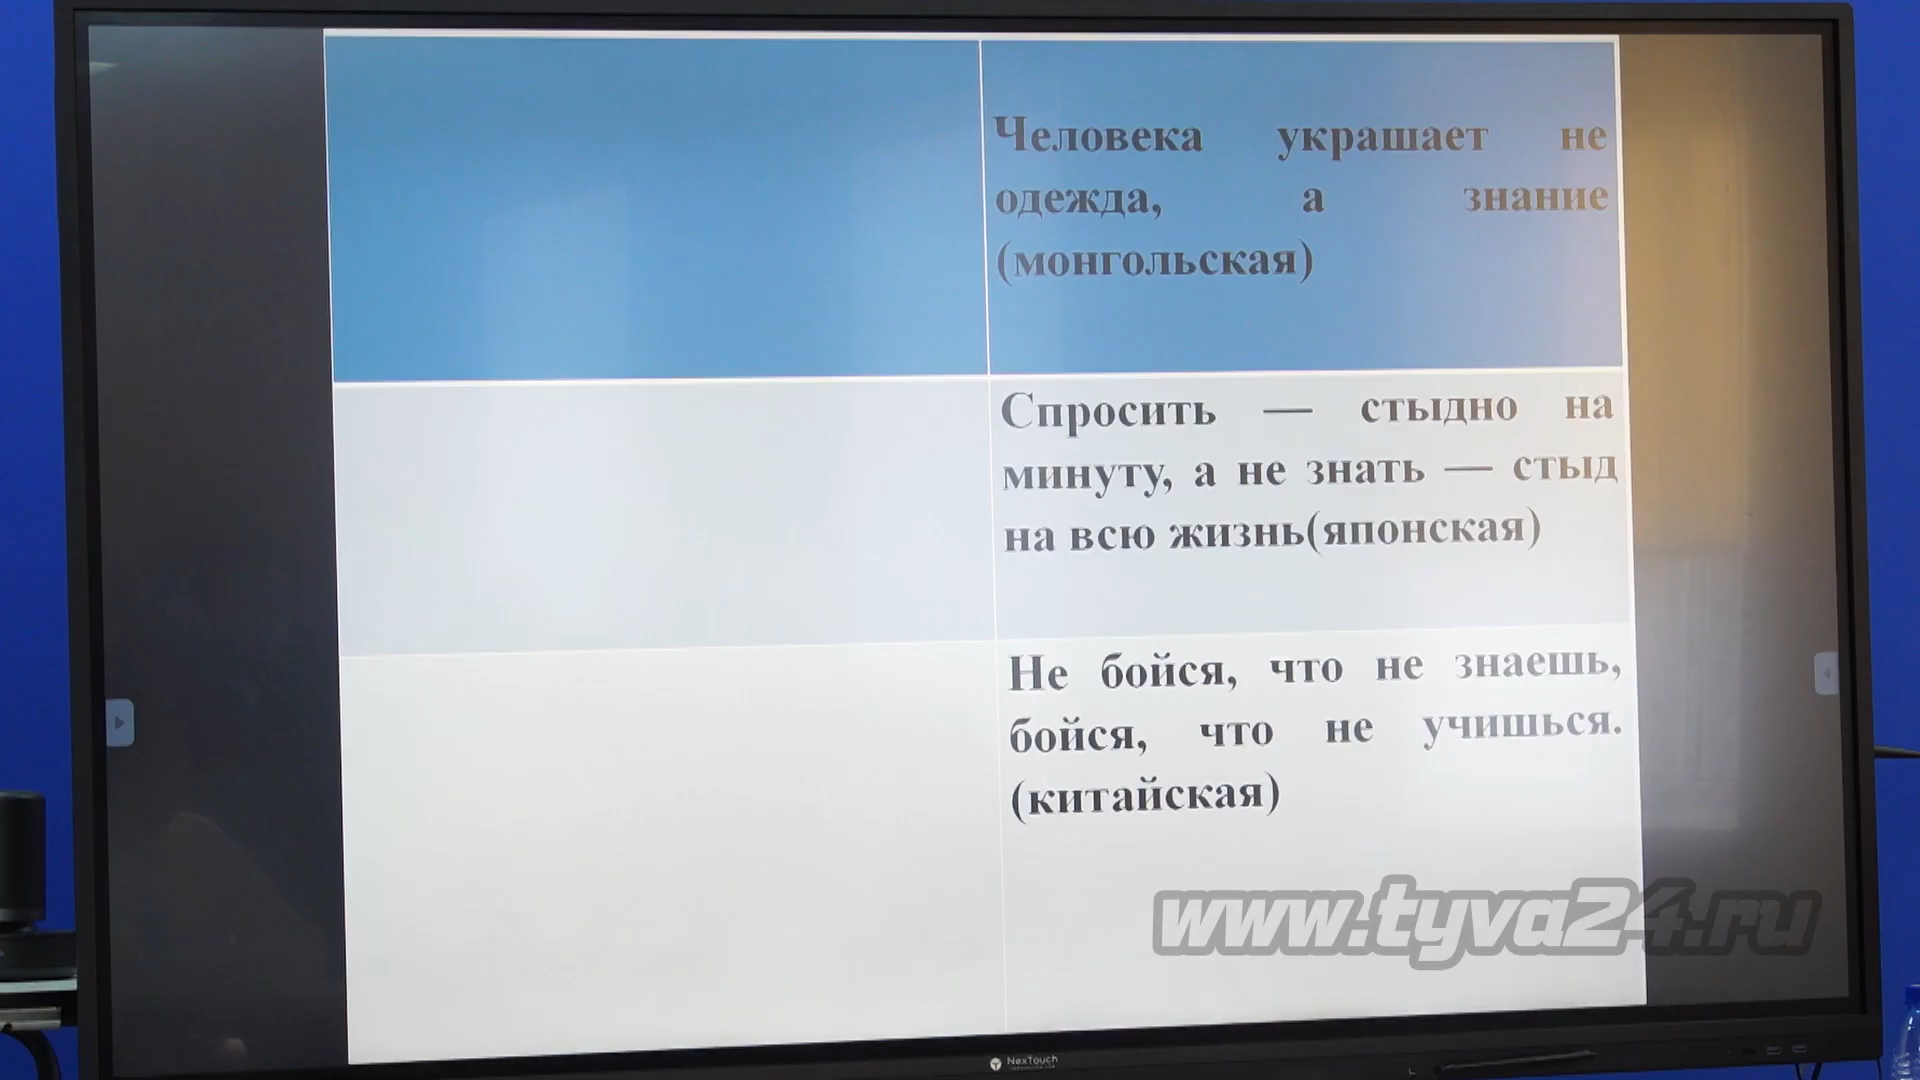 Человека украшает не
одежда, а знание
(монгольская)
Спросить — стыдно на
минуту, а не знать — стыд
на всю жизнь(японская)
Не бойся, что не знаешь,
бойся, что не учишься.
(китайская)
www.tyva24.ru
NexTouch